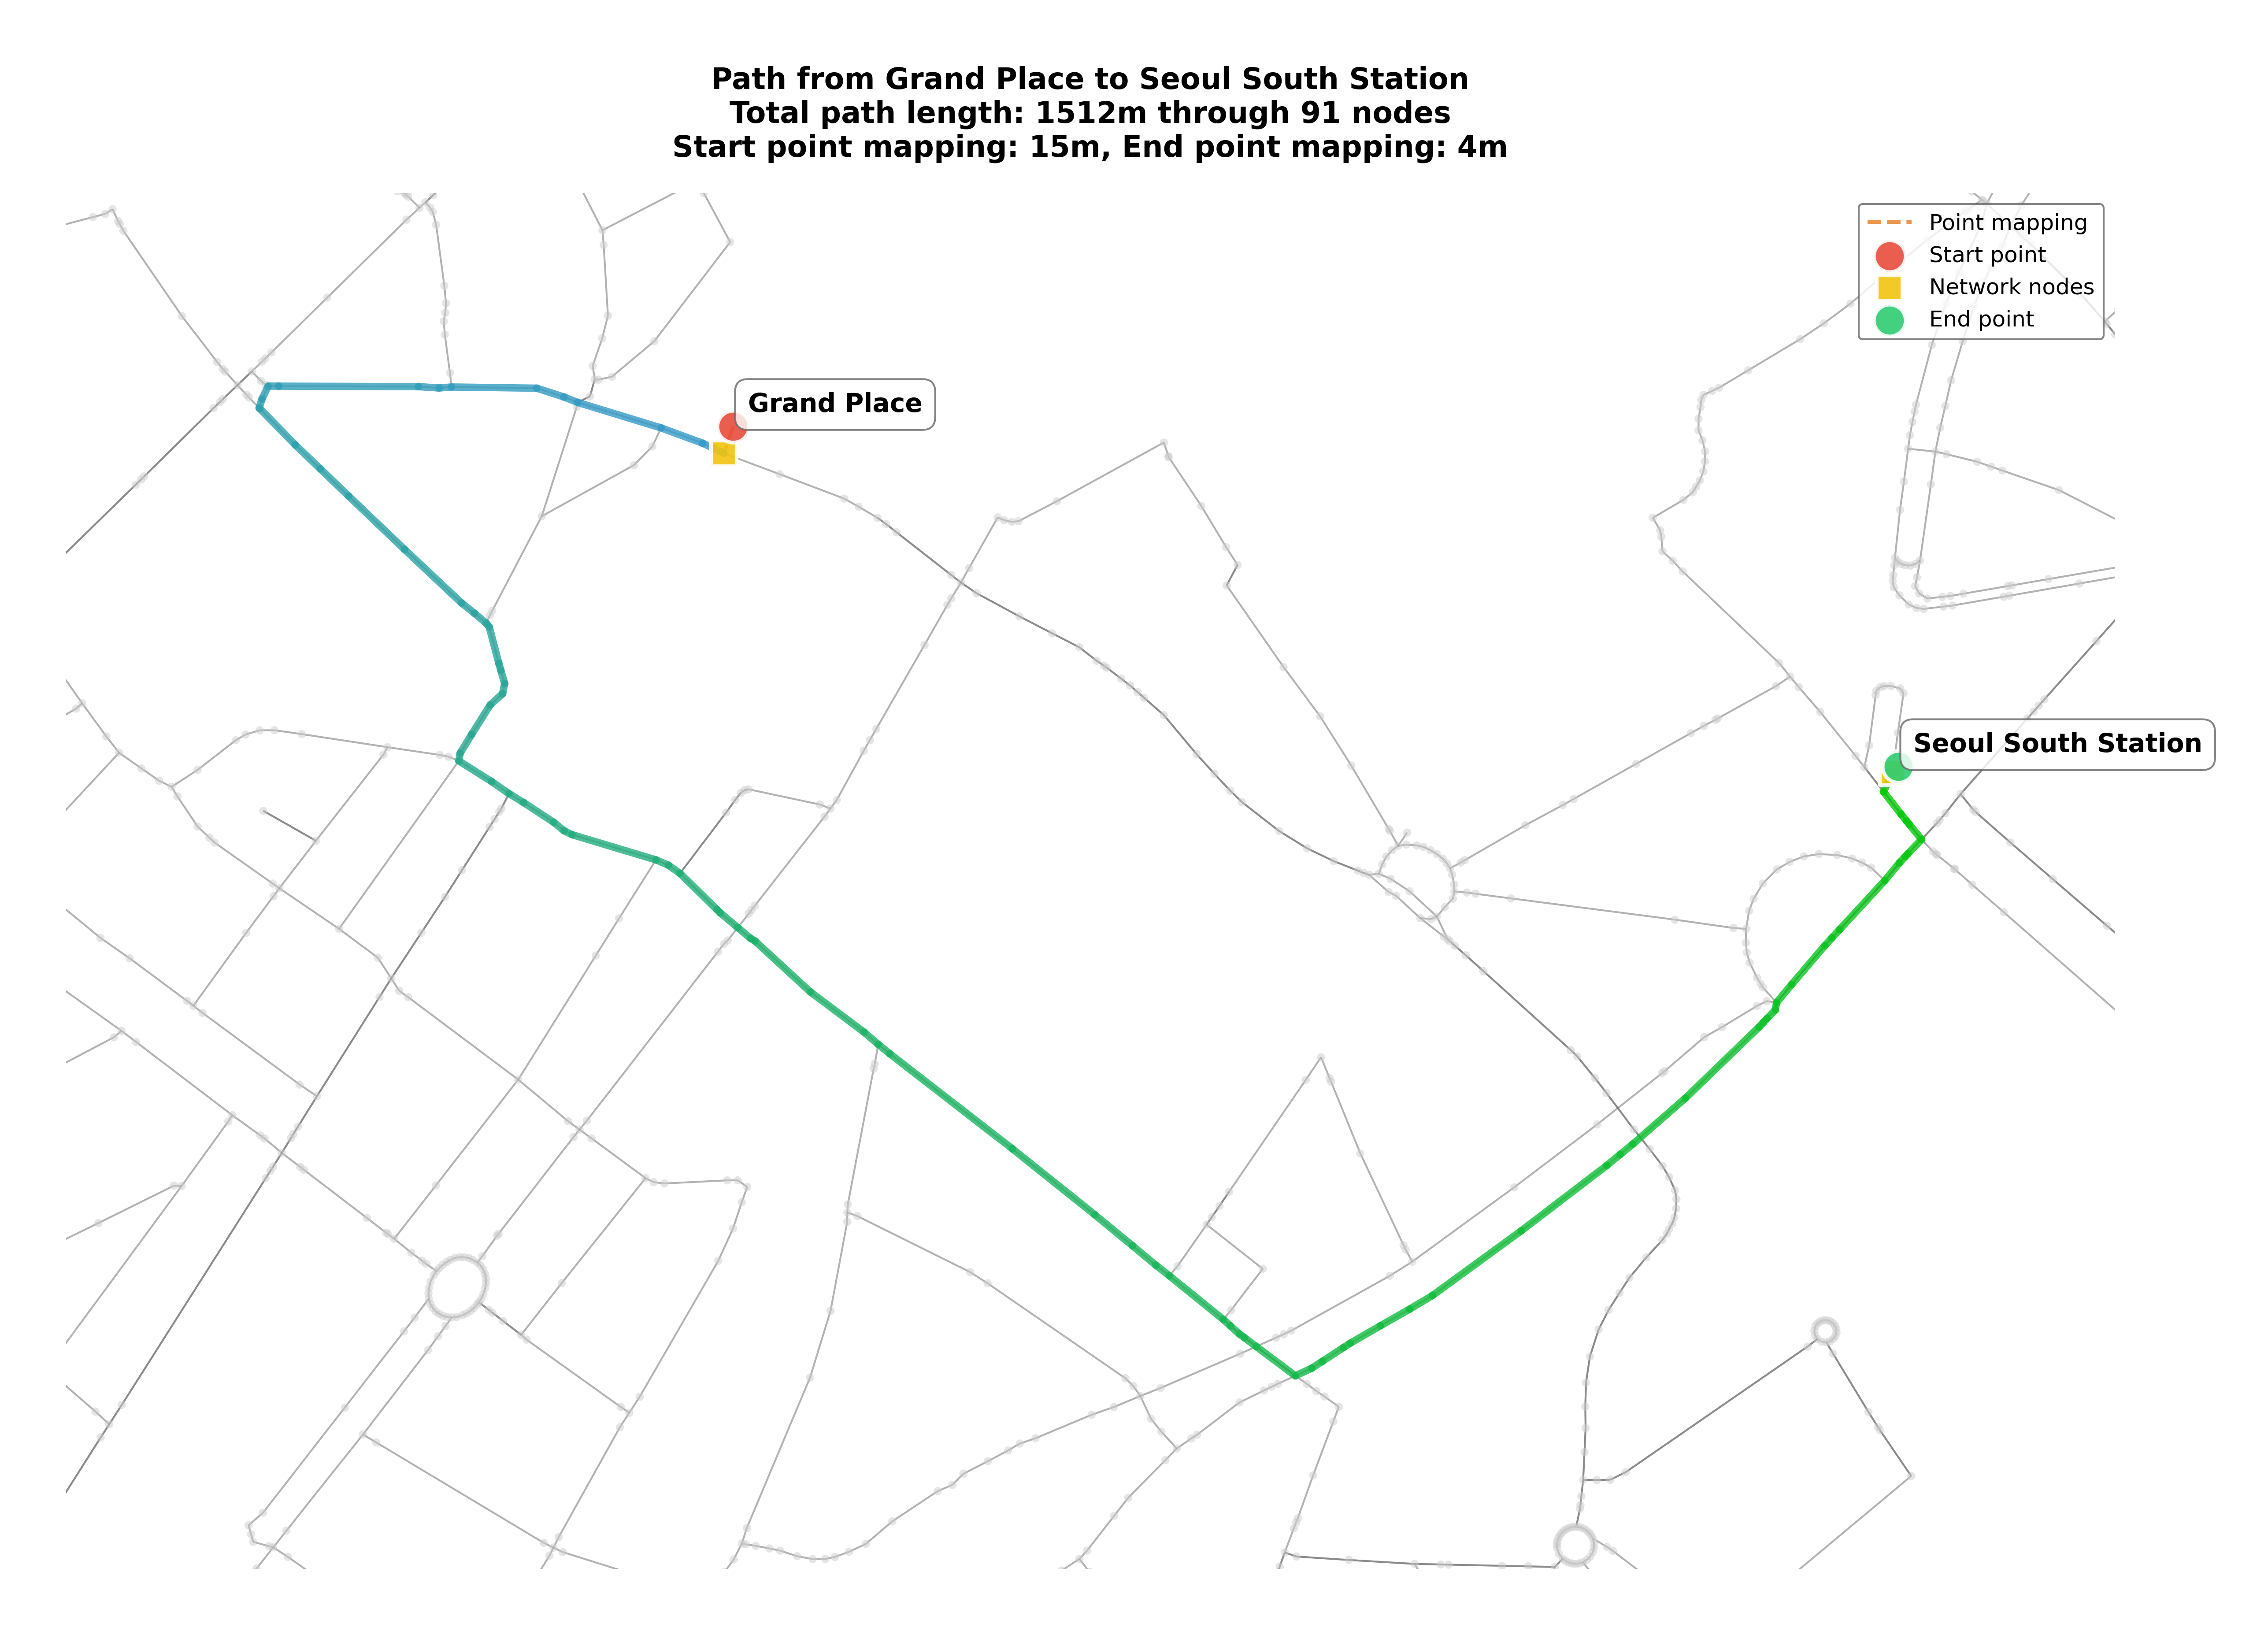 Path from Grand Place to Seoul South Station
Total path length: 1512m through 91 nodes
Start point mapping: 15m, End point mapping: 4m
Point mapping
Start point
Network nodes
End point
Grand Place
Seoul South Station